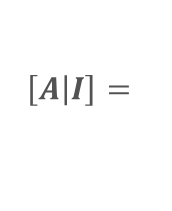 [A|I] =